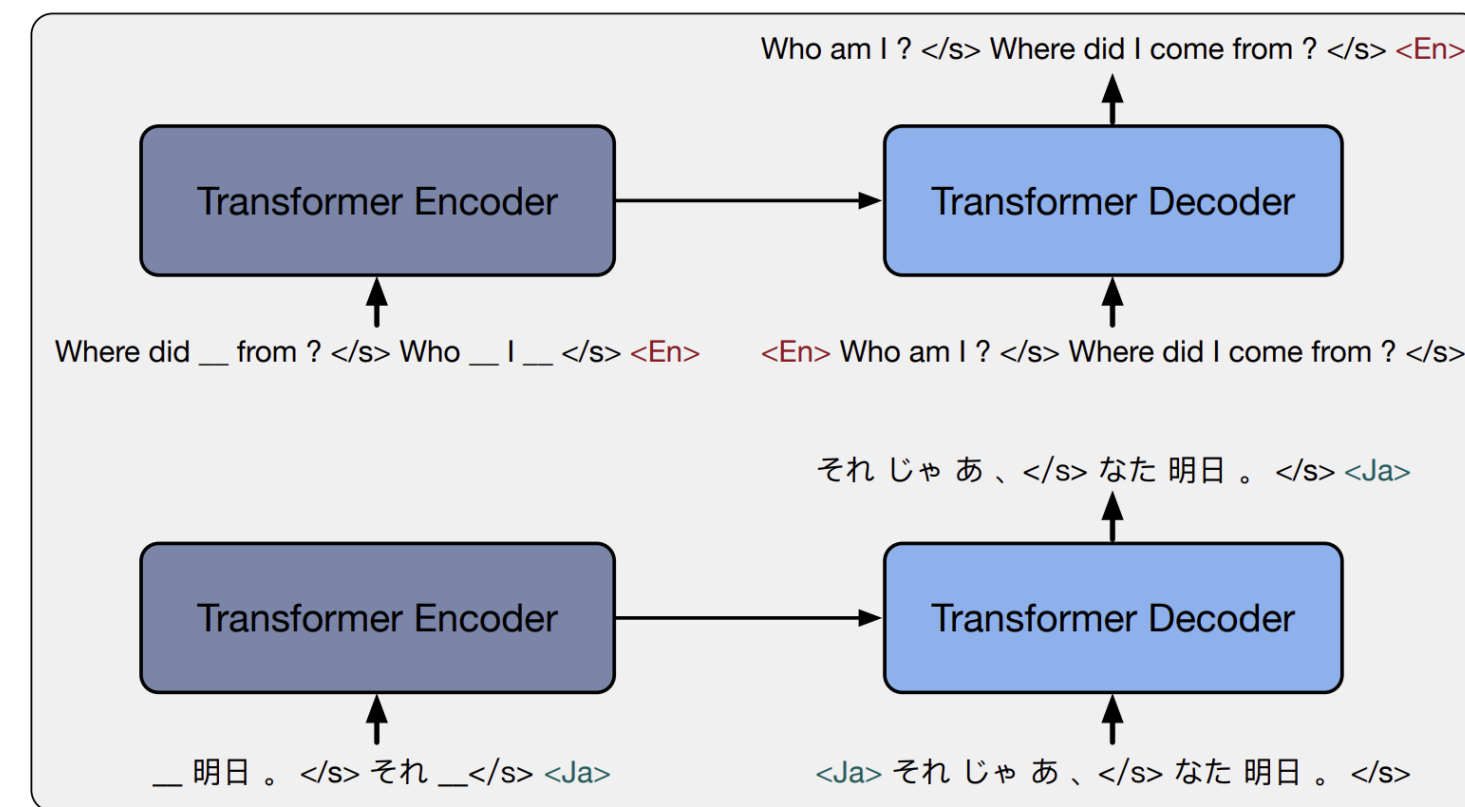 Who am I ? </s> Where did I come from ? </s> <En>
Transformer Encoder
Transformer Decoder
Where did __ from ? </s> Who __ I __ </s> <En>
<En> Who am I ? </s> Where did I come from ? </s>
それ じゃ あ 、</s> なた 明日 。 </s> <Ja>
Transformer Encoder
Transformer Decoder
__ 明日 。 </s> それ __</s> <Ja>
<Ja> それ じゃ あ 、</s> なた 明日 。 </s>